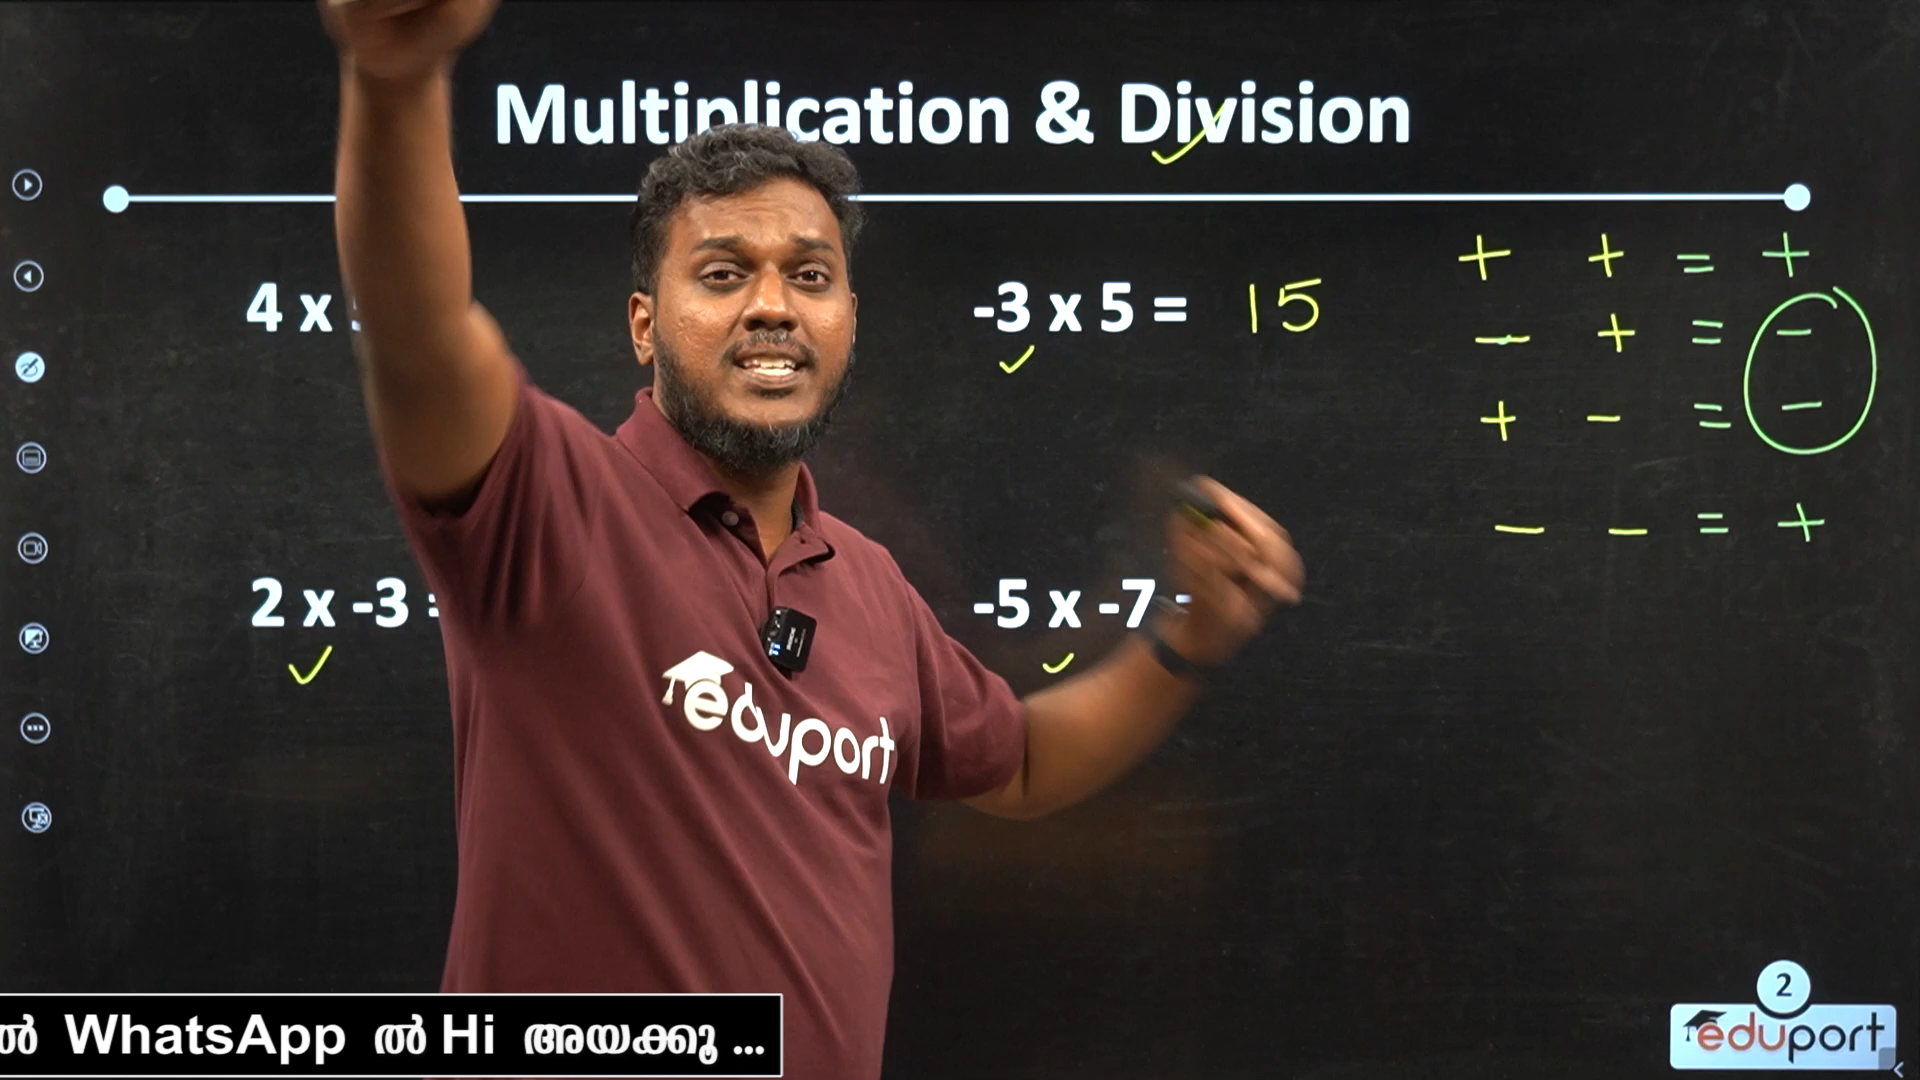 Multiplication & Division
4 x
-3 x 5 = 15
+ + = +
- + = -
+ - = -
- - = +
2 x -3 =
-5 x -7
eduport
2
eduport
ൽ WhatsApp ൽ Hi അയക്കൂ ...